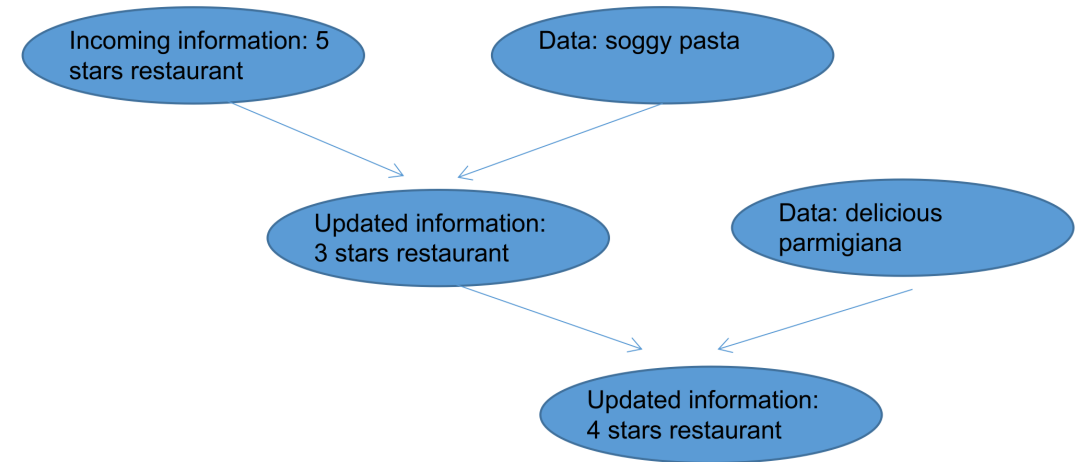 Incoming information: 5
stars restaurant
Data: soggy pasta
Updated information:
3 stars restaurant
Data: delicious
parmigiana
Updated information:
4 stars restaurant